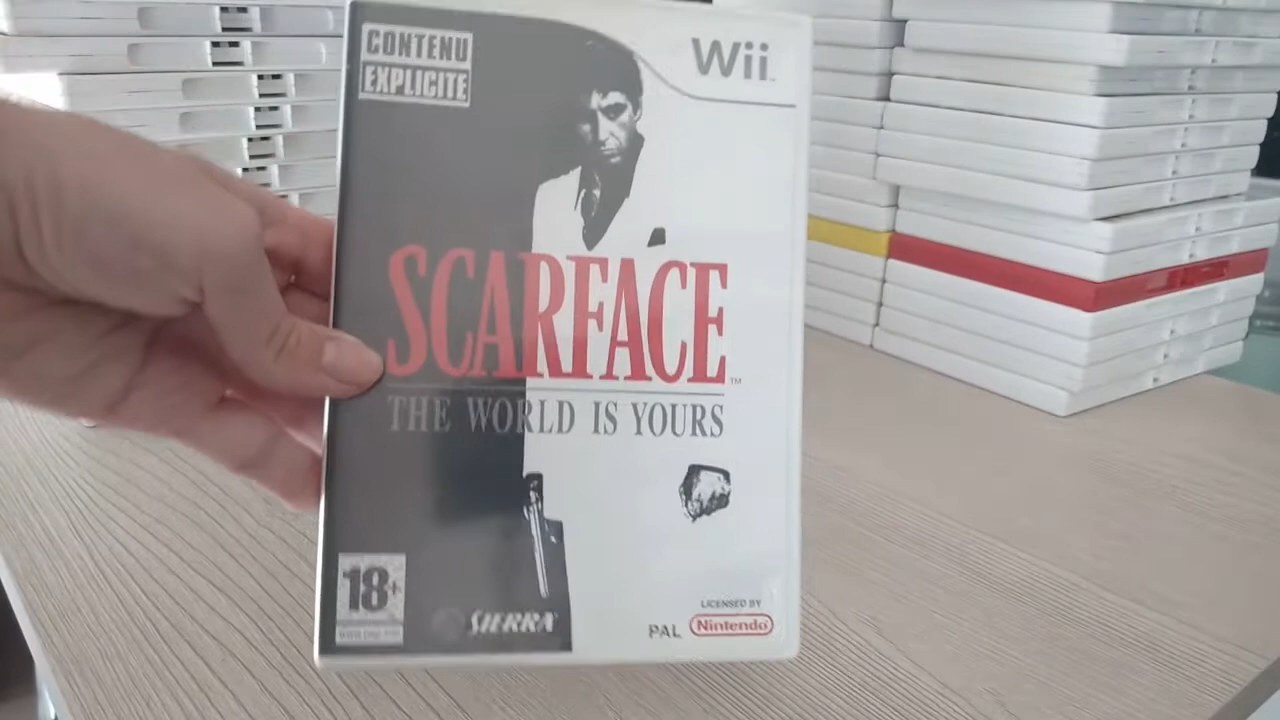 CONTENU
EXPLICITE
Wii
SCARFACE
THE WORLD IS YOURS
18+
SIERRA
LICENSED BY
PAL Nintendo